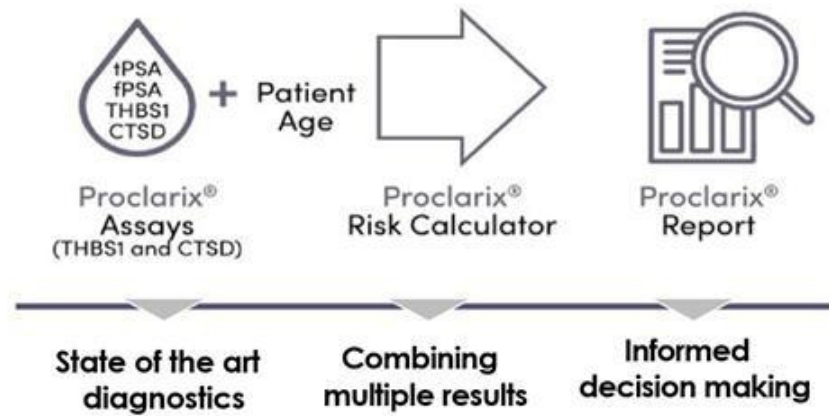 tPSA
fPSA
THBS1
CTSD
+
Patient
Age
Proclarix®
Assays
(THBS1 and CTSD)
Proclarix®
Risk Calculator
Proclarix®
Report
State of the art
diagnostics
Combining
multiple results
Informed
decision making